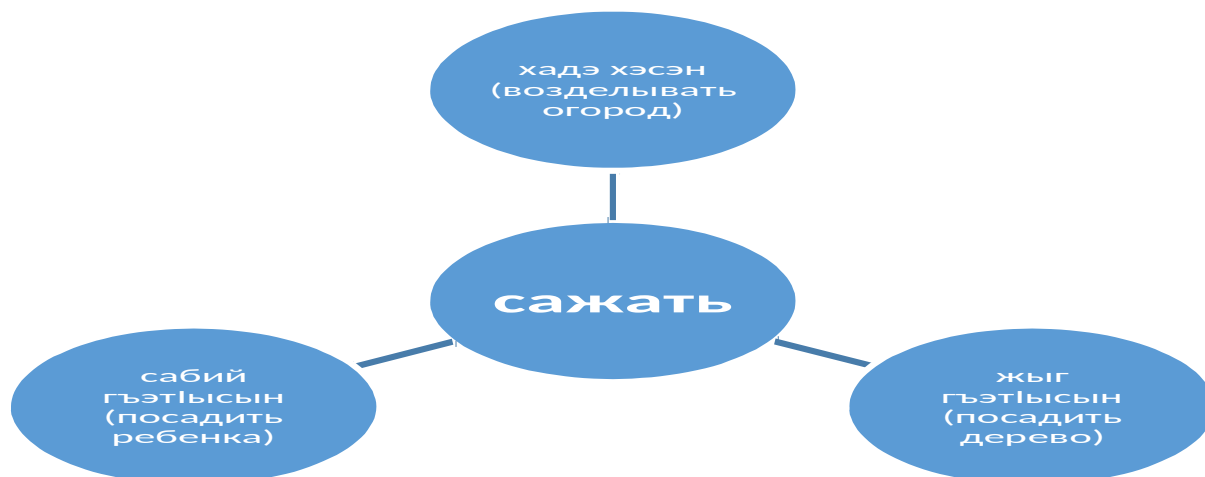 хадэ хэсэн
(возделывать
огород)
сажать
сабий
гъэтӀысын
(посадить
ребенка)
жыг
гъэтӀысын
(посадить
дерево)